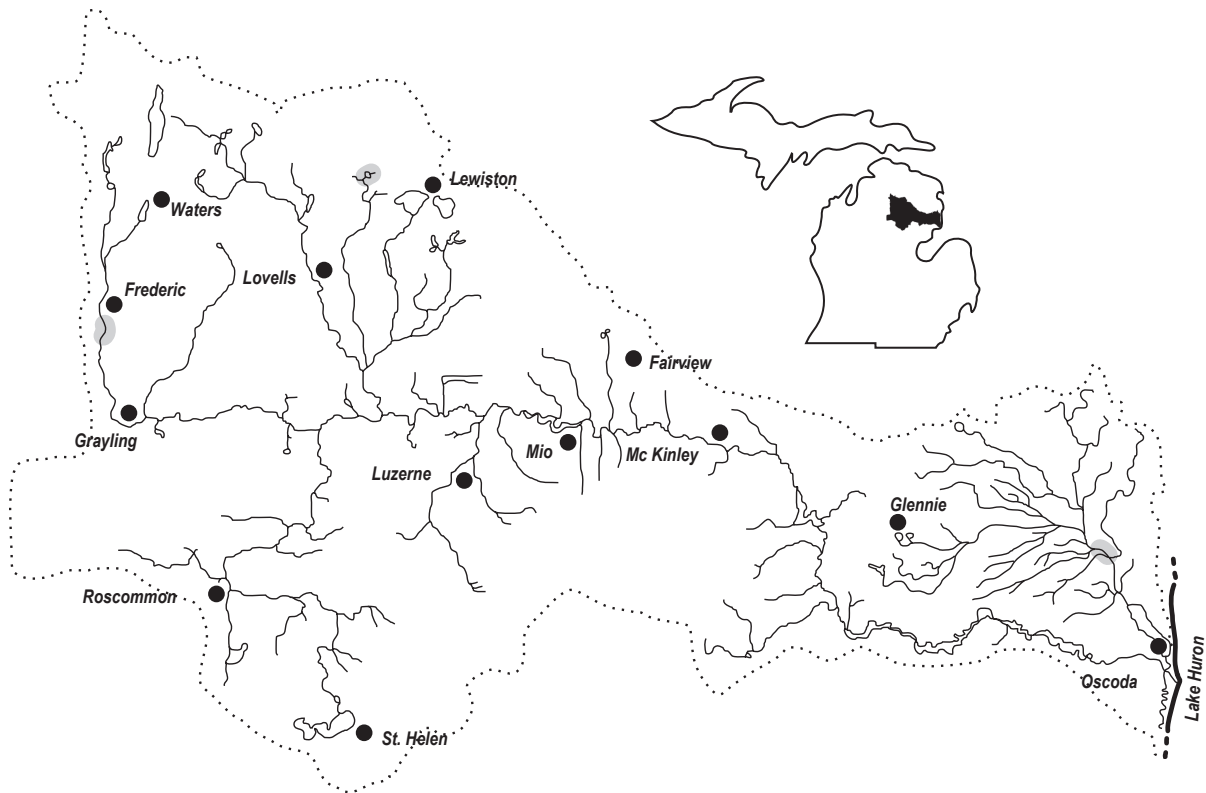 Lewiston
Waters
Lovells
Frederic
Fairview
Grayling
Mio
Mc Kinley
Luzerne
Glennie
Roscommon
Oscoda
Lake Huron
St. Helen